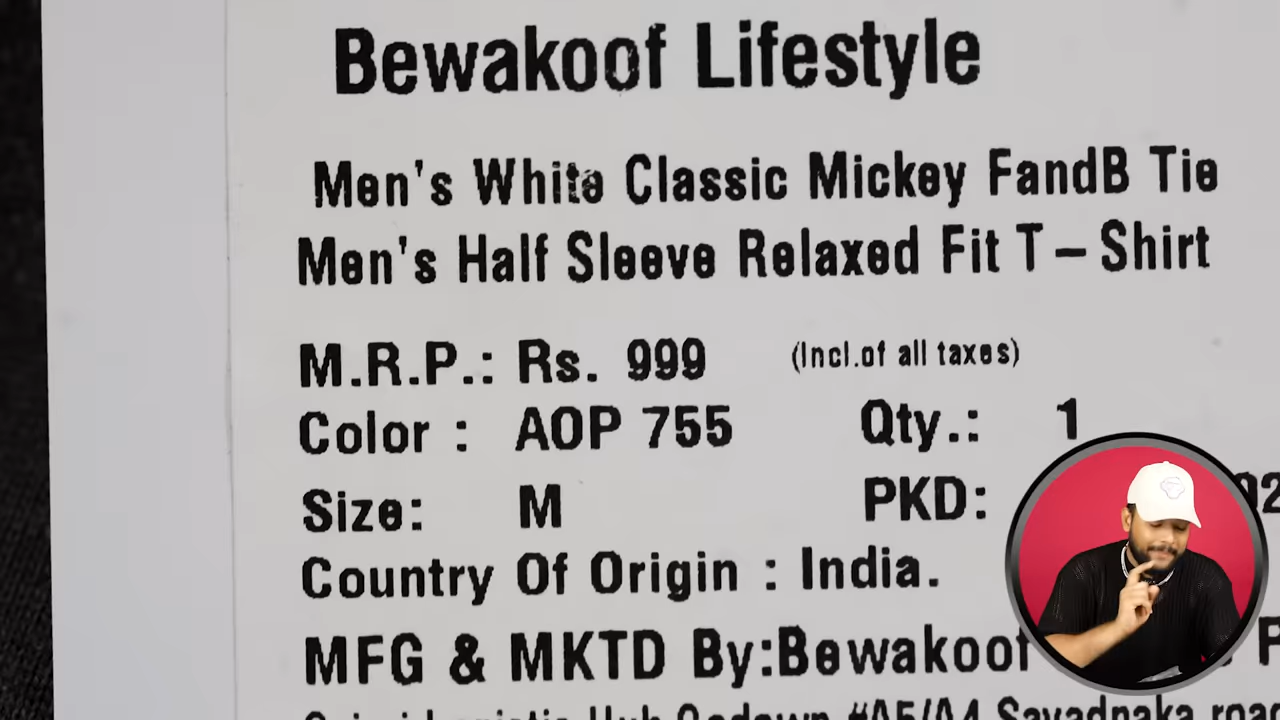 Bewakoof Lifestyle
Men's White Classic Mickey FandB Tie
Men's Half Sleeve Relaxed Fit T – Shirt
M.R.P.: Rs. 999 (Incl.of all taxes)
Color : AOP 755 Qty.: 1
Size: M PKD:
Country Of Origin : India.
MFG & MKTD By:Bewakoof